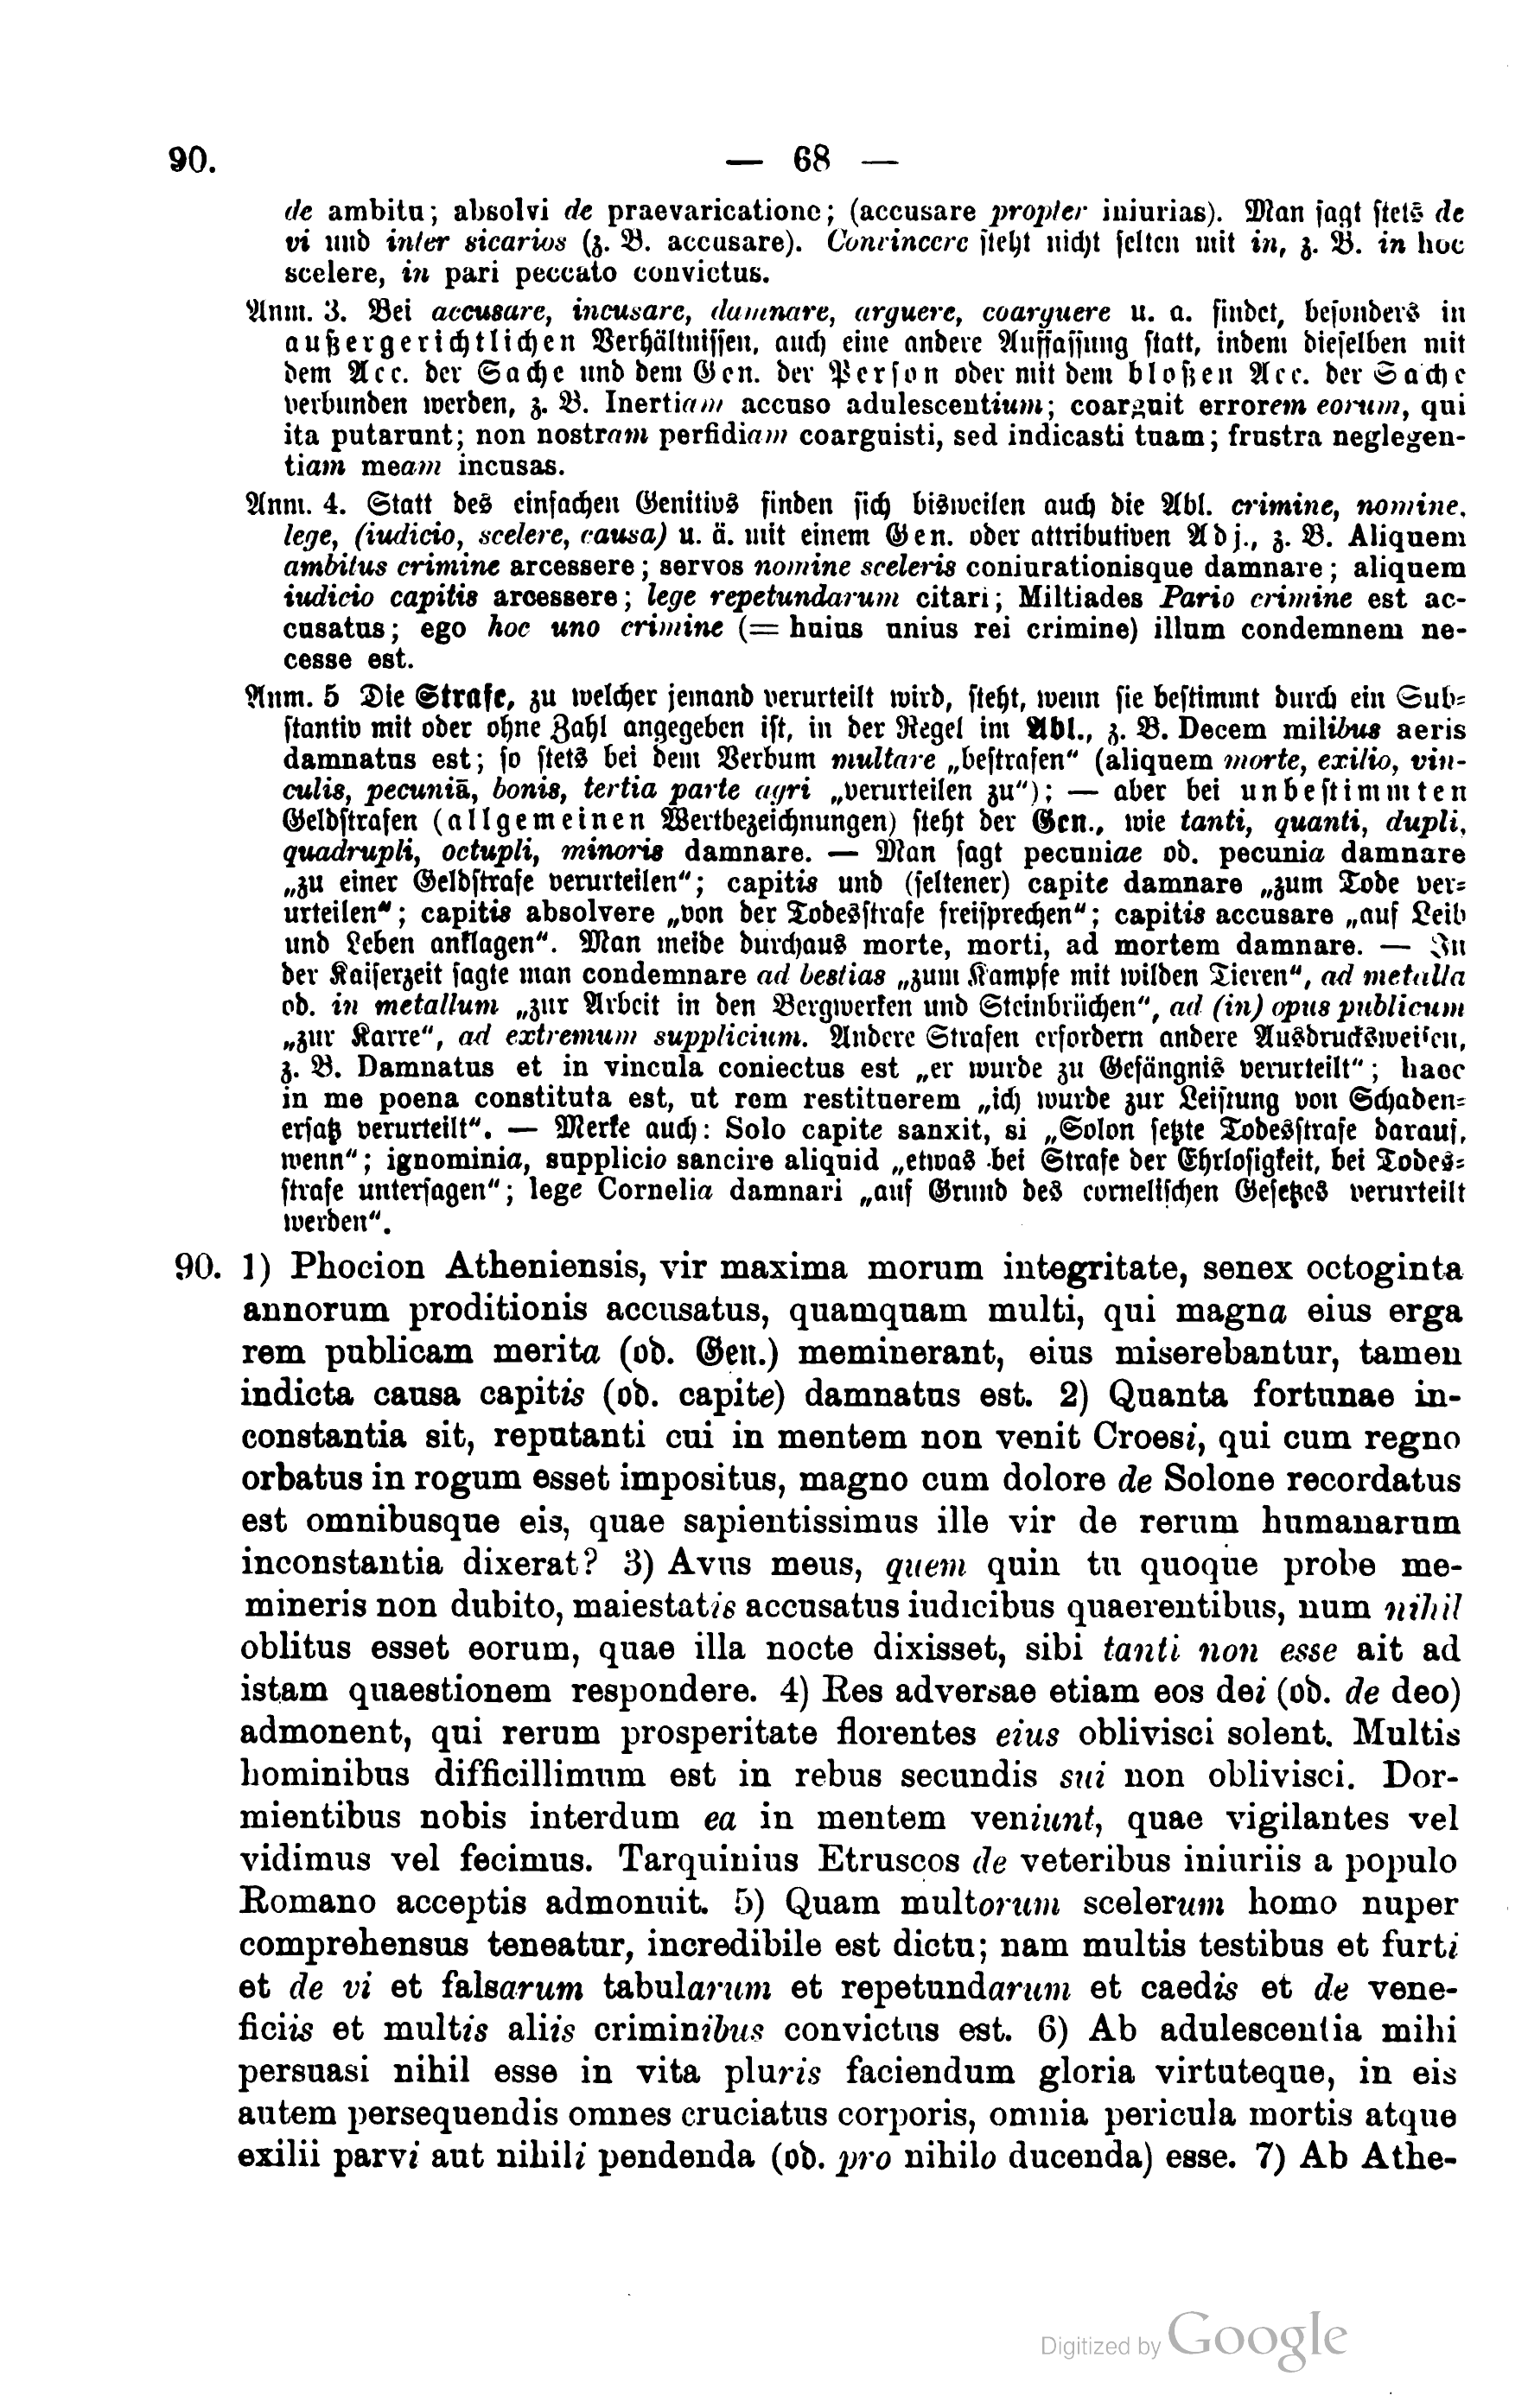 90. — 68 —
de ambitu; absolvi de praevaricatione; (accusare propter iniurias). Man sagt stets de
vi und inter sicarios (z. B. accusare). Convincere steht nicht selten mit in, z. B. in hoc
scelere, in pari peccato convictus.
Anm. 3. Bei accusare, incusare, damnare, arguere, coarguere u. a. findet, besonders in
außergerichtlichen Verhältnissen, auch eine andere Auffassung statt, indem dieselben mit
dem Acc. der Sache und dem Gen. der Person oder mit dem bloßen Acc. der Sache
verbunden werden, z. B. Inertiam accuso adulescentium; coarguit errorem eorum, qui
ita putarunt; non nostram perfidiam coarguisti, sed indicasti tuam; frustra neglegen-
tiam meam incusas.
Anm. 4. Statt des einfachen Genitivs finden sich bisweilen auch die Abl. crimine, nomine,
lege, (iudicio, scelere, causa) u. ä. mit einem Gen. oder attributiven Adj., z. B. Aliquem
ambitus crimine arcessere; servos nomine sceleris coniurationisque damnare; aliquem
iudicio capitis arcessere; lege repetundarum citari; Miltiades Pario crimine est ac-
cusatus; ego hoc uno crimine (= huius unius rei crimine) illum condemnem ne-
cesse est.
Anm. 5 Die Strafe, zu welcher jemand verurteilt wird, steht, wenn sie bestimmt durch ein Sub-
stantiv mit oder ohne Zahl angegeben ist, in der Regel im Abl., z. B. Decem milibus aeris
damnatus est; so stets bei dem Verbum multare „bestrafen“ (aliquem morte, exilio, vin-
culis, pecuniā, bonis, tertia parte agri „verurteilen zu“); — aber bei unbestimmten
Geldstrafen (allgemeinen Wertbezeichnungen) steht der Gen., wie tanti, quanti, dupli,
quadrupli, octupli, minoris damnare. — Man sagt pecuniae od. pecunia damnare
„zu einer Geldstrafe verurteilen“; capitis und (seltener) capite damnare „zum Tode ver-
urteilen“; capitis absolvere „von der Todesstrafe freisprechen“; capitis accusare „auf Leib
und Leben anklagen“. Man meide durchaus morte, morti, ad mortem damnare. — In
der Kaiserzeit sagte man condemnare ad bestias „zum Kampfe mit wilden Tieren“, ad metalla
od. in metallum „zur Arbeit in den Bergwerken und Steinbrüchen“, ad (in) opus publicum
„zur Karre“, ad extremum supplicium. Andere Strafen erfordern andere Ausdrucksweisen,
z. B. Damnatus et in vincula coniectus est „er wurde zu Gefängnis verurteilt“; haec
in me poena constituta est, ut rem restituerem „ich wurde zur Leistung von Schaden-
ersatz verurteilt“. — Merke auch: Solo capite sanxit, si „Solon setzte Todesstrafe darauf,
wenn“; ignominia, supplicio sancire aliquid „etwas bei Strafe der Ehrlosigkeit, bei Todes-
strafe untersagen“; lege Cornelia damnari „auf Grund des cornelischen Gesetzes verurteilt
werden“.
90. 1) Phocion Atheniensis, vir maxima morum integritate, senex octoginta
annorum proditionis accusatus, quamquam multi, qui magna eius erga
rem publicam merita (od. Gen.) meminerant, eius miserebantur, tamen
indicta causa capitis (od. capite) damnatus est. 2) Quanta fortunae in-
constantia sit, reputanti cui in mentem non venit Croesi, qui cum regno
orbatus in rogum esset impositus, magno cum dolore de Solone recordatus
est omnibusque eis, quae sapientissimus ille vir de rerum humanarum
inconstantia dixerat? 3) Avus meus, quem quin tu quoque probe me-
mineris non dubito, maiestatis accusatus iudicibus quaerentibus, num nihil
oblitus esset eorum, quae illa nocte dixisset, sibi tanti non esse ait ad
istam quaestionem respondere. 4) Res adversae etiam eos dei (od. de deo)
admonent, qui rerum prosperitate florentes eius oblivisci solent. Multis
hominibus difficillimum est in rebus secundis sui non oblivisci. Dor-
mientibus nobis interdum ea in mentem veniunt, quae vigilantes vel
vidimus vel fecimus. Tarquinius Etruscos de veteribus iniuriis a populo
Romano acceptis admonuit. 5) Quam multorum scelerum homo nuper
comprehensus teneatur, incredibile est dictu; nam multis testibus et furti
et de vi et falsarum tabularum et repetundarum et caedis et de vene-
ficiis et multis aliis criminibus convictus est. 6) Ab adulescentia mihi
persuasi nihil esse in vita pluris faciendum gloria virtuteque, in eis
autem persequendis omnes cruciatus corporis, omnia pericula mortis atque
exilii parvi aut nihili pendenda (od. pro nihilo ducenda) esse. 7) Ab Athe-
Digitized by Google